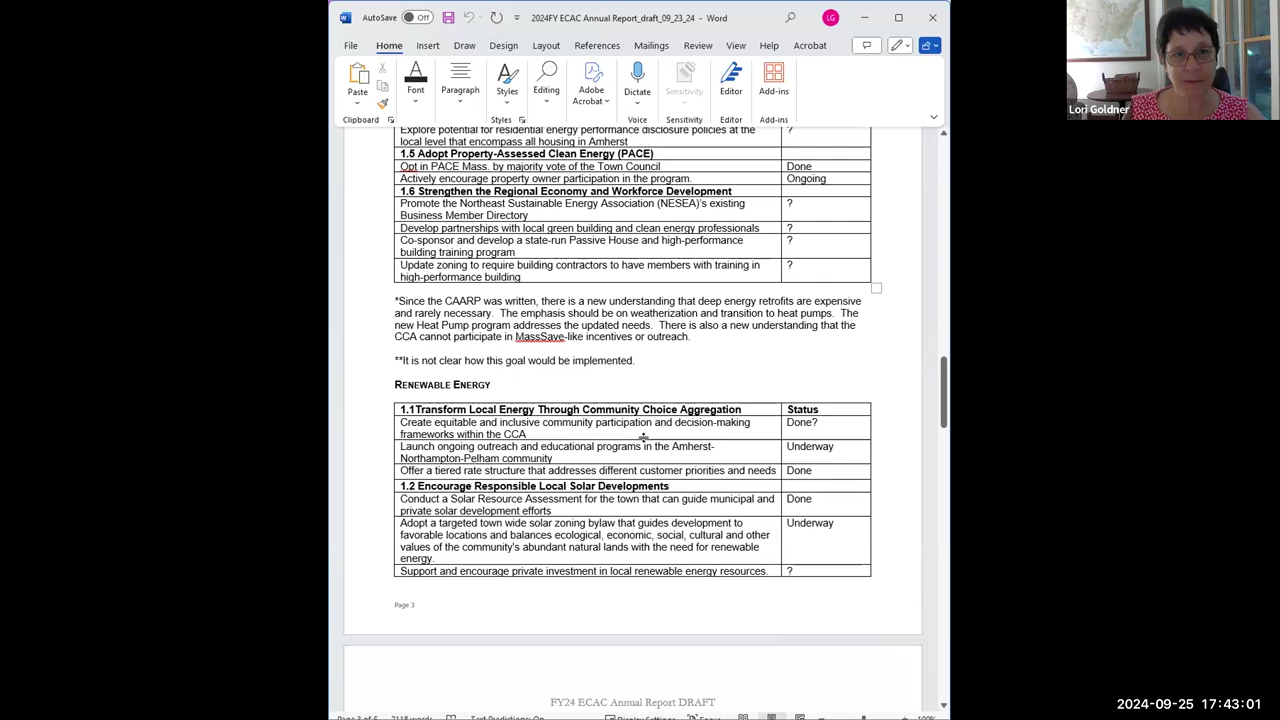 AutoSave Off 2024FY ECAC Annual Report_draft_09_23_24 - Word LG
File Home Insert Draw Design Layout References Mailings Review View Help Acrobat
Paste Font Paragraph Styles Editing Adobe Acrobat Dictate Sensitivity Editor Add-ins
Clipboard Styles Voice Sensitivity Editor Add-ins
Lori Goldner
Explore potential for residential energy performance disclosure policies at the ?
local level that encompass all housing in Amherst
1.5 Adopt Property-Assessed Clean Energy (PACE)
Opt in PACE Mass. by majority vote of the Town Council Done
Actively encourage property owner participation in the program. Ongoing
1.6 Strengthen the Regional Economy and Workforce Development
Promote the Northeast Sustainable Energy Association (NESEA)'s existing ?
Business Member Directory
Develop partnerships with local green building and clean energy professionals ?
Co-sponsor and develop a state-run Passive House and high-performance ?
building training program
Update zoning to require building contractors to have members with training in ?
high-performance building
*Since the CAARP was written, there is a new understanding that deep energy retrofits are expensive
and rarely necessary. The emphasis should be on weatherization and transition to heat pumps. The
new Heat Pump program addresses the updated needs. There is also a new understanding that the
CCA cannot participate in MassSave-like incentives or outreach.
**It is not clear how this goal would be implemented.
RENEWABLE ENERGY
1.1Transform Local Energy Through Community Choice Aggregation Status
Create equitable and inclusive community participation and decision-making Done?
frameworks within the CCA
Launch ongoing outreach and educational programs in the Amherst- Underway
Northampton-Pelham community
Offer a tiered rate structure that addresses different customer priorities and needs Done
1.2 Encourage Responsible Local Solar Developments
Conduct a Solar Resource Assessment for the town that can guide municipal and Done
private solar development efforts
Adopt a targeted town wide solar zoning bylaw that guides development to Underway
favorable locations and balances ecological, economic, social, cultural and other
values of the community's abundant natural lands with the need for renewable
energy.
Support and encourage private investment in local renewable energy resources. ?
Page 3
FY24 ECAC Annual Report DRAFT
Page 3 of 6 2118 words Text Predictions: On Display Settings Focus 100%
2024-09-25 17:43:01